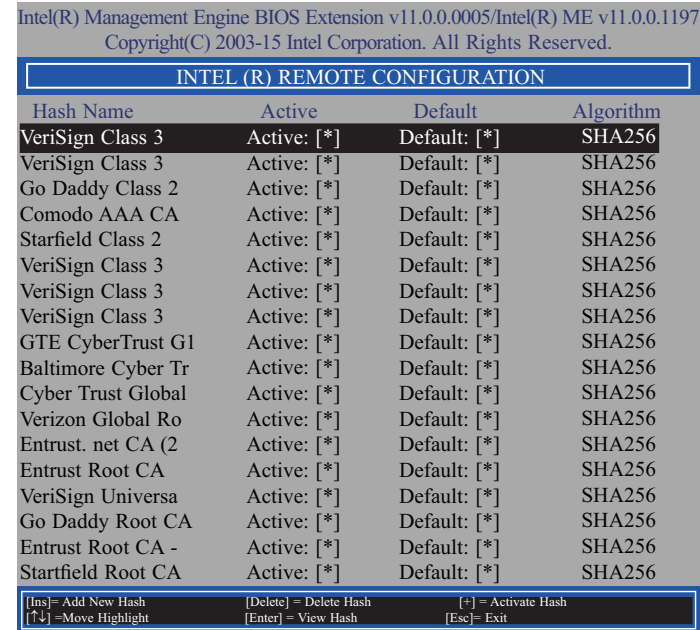 Intel(R) Management Engine BIOS Extension v11.0.0.0005/Intel(R) ME v11.0.0.1197
Copyright(C) 2003-15 Intel Corporation. All Rights Reserved.
INTEL (R) REMOTE CONFIGURATION
Hash Name Active Default Algorithm
VeriSign Class 3 Active: [*] Default: [*] SHA256
VeriSign Class 3 Active: [*] Default: [*] SHA256
Go Daddy Class 2 Active: [*] Default: [*] SHA256
Comodo AAA CA Active: [*] Default: [*] SHA256
Starfield Class 2 Active: [*] Default: [*] SHA256
VeriSign Class 3 Active: [*] Default: [*] SHA256
VeriSign Class 3 Active: [*] Default: [*] SHA256
VeriSign Class 3 Active: [*] Default: [*] SHA256
GTE CyberTrust G1 Active: [*] Default: [*] SHA256
Baltimore Cyber Tr Active: [*] Default: [*] SHA256
Cyber Trust Global Active: [*] Default: [*] SHA256
Verizon Global Ro Active: [*] Default: [*] SHA256
Entrust. net CA (2 Active: [*] Default: [*] SHA256
Entrust Root CA Active: [*] Default: [*] SHA256
VeriSign Universa Active: [*] Default: [*] SHA256
Go Daddy Root CA Active: [*] Default: [*] SHA256
Entrust Root CA - Active: [*] Default: [*] SHA256
Startfield Root CA Active: [*] Default: [*] SHA256
[Ins]= Add New Hash [Delete] = Delete Hash [+] = Activate Hash
[↑↓] =Move Highlight [Enter] = View Hash [Esc]= Exit